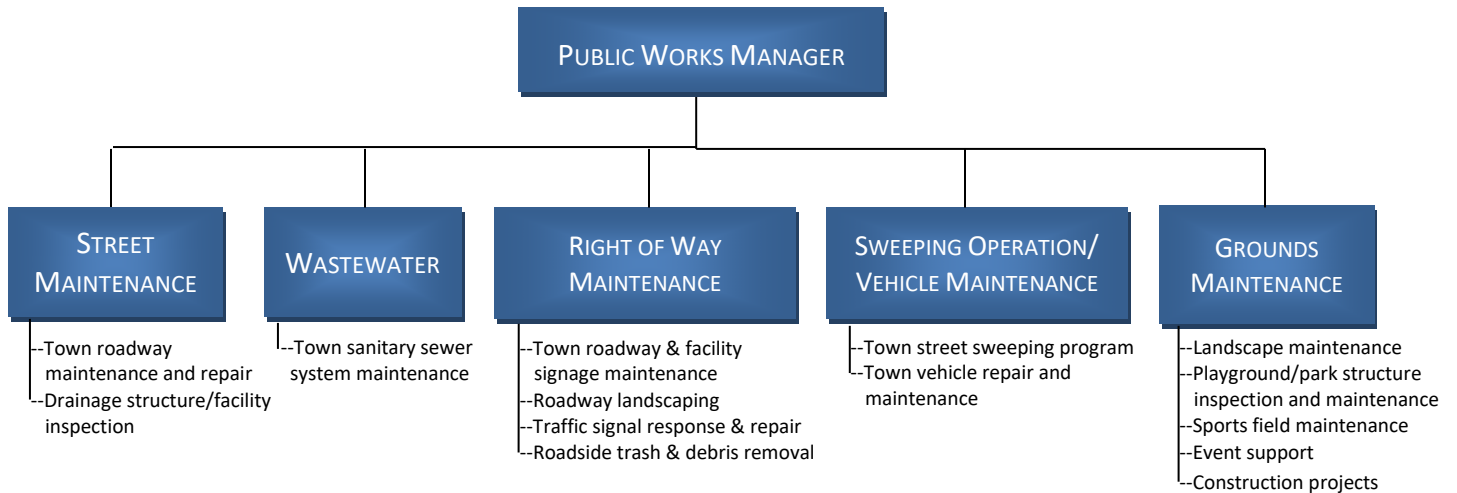 PUBLIC WORKS MANAGER
STREET
MAINTENANCE
--Town roadway
maintenance and repair
--Drainage structure/facility
inspection
WASTEWATER
--Town sanitary sewer
system maintenance
RIGHT OF WAY
MAINTENANCE
--Town roadway & facility
signage maintenance
--Roadway landscaping
--Traffic signal response & repair
--Roadside trash & debris removal
SWEEPING OPERATION/
VEHICLE MAINTENANCE
--Town street sweeping program
--Town vehicle repair and
maintenance
GROUNDS
MAINTENANCE
--Landscape maintenance
--Playground/park structure
inspection and maintenance
--Sports field maintenance
--Event support
--Construction projects